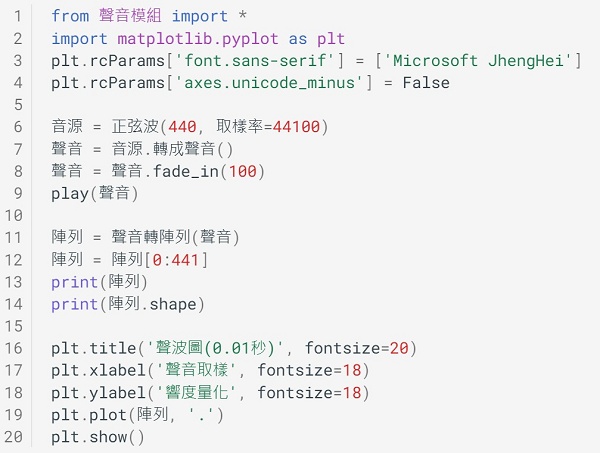 1 from 聲音模組 import *
2 import matplotlib.pyplot as plt
3 plt.rcParams['font.sans-serif'] = ['Microsoft JhengHei']
4 plt.rcParams['axes.unicode_minus'] = False
5
6 音源 = 正弦波(440, 取樣率=44100)
7 聲音 = 音源.轉成聲音()
8 聲音 = 聲音.fade_in(100)
9 play(聲音)
10
11 陣列 = 聲音轉陣列(聲音)
12 陣列 = 陣列[0:441]
13 print(陣列)
14 print(陣列.shape)
15
16 plt.title('聲波圖(0.01秒)', fontsize=20)
17 plt.xlabel('聲音取樣', fontsize=18)
18 plt.ylabel('響度量化', fontsize=18)
19 plt.plot(陣列, '.')
20 plt.show()